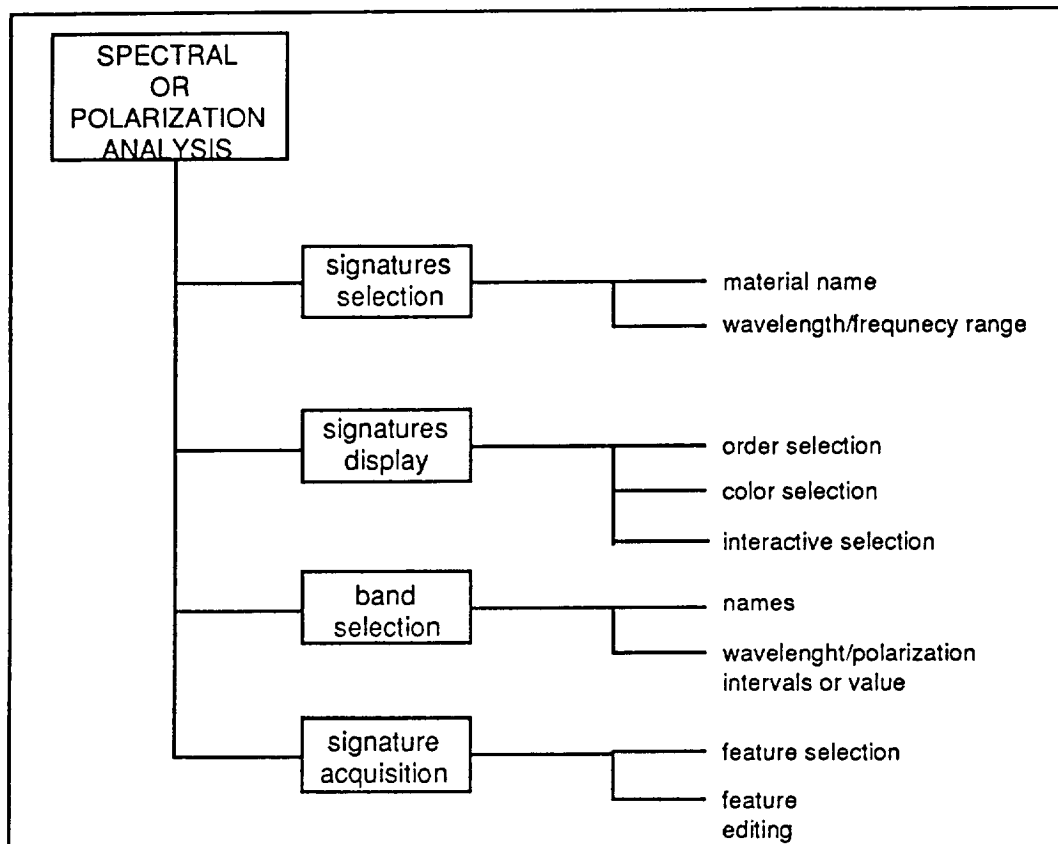 SPECTRAL
OR
POLARIZATION
ANALYSIS
signatures
selection
material name
wavelength/frequnecy range
signatures
display
order selection
color selection
interactive selection
band
selection
names
wavelenght/polarization
intervals or value
signature
acquisition
feature selection
feature
editing